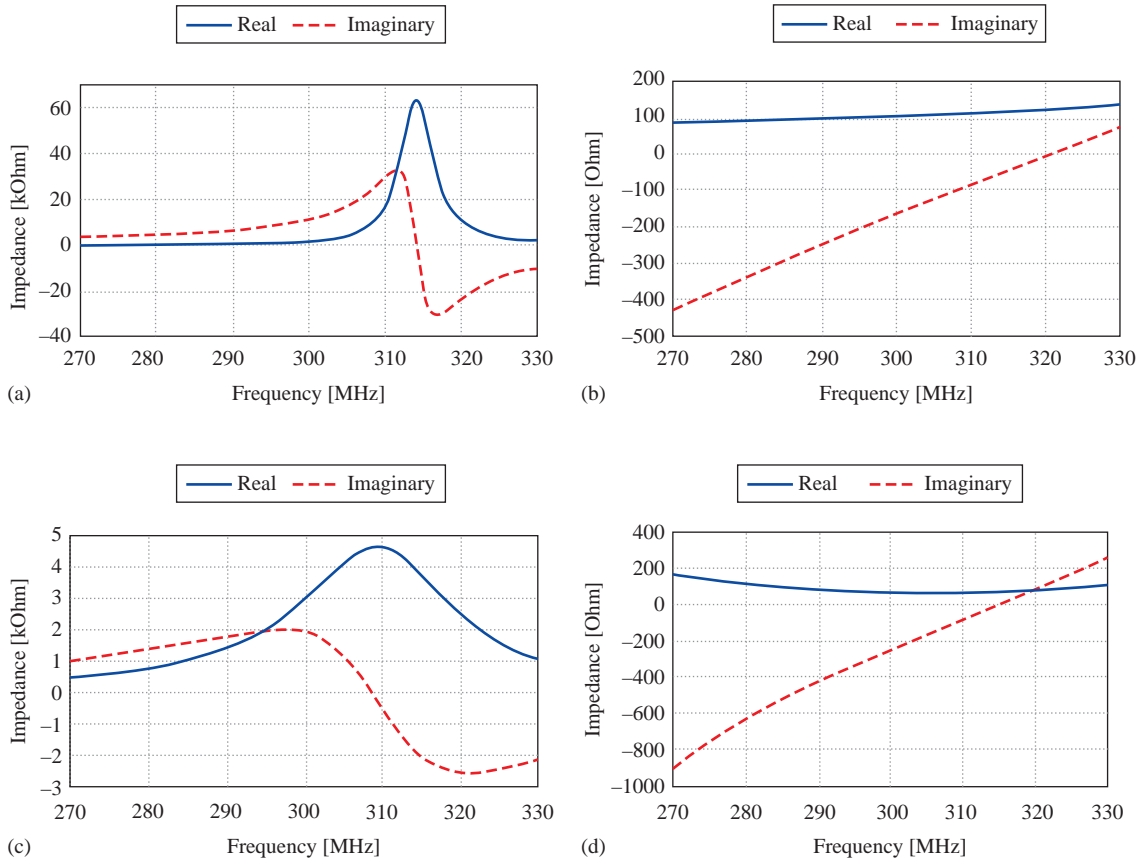 Real Imaginary
Impedance [kOhm]
60
40
20
0
–20
–40
270 280 290 300 310 320 330
Frequency [MHz]
(a)
Real Imaginary
Impedance [Ohm]
200
100
0
–100
–200
–300
–400
–500
270 280 290 300 310 320 330
Frequency [MHz]
(b)
Real Imaginary
Impedance [kOhm]
5
4
3
2
1
0
–1
–2
–3
270 280 290 300 310 320 330
Frequency [MHz]
(c)
Real Imaginary
Impedance [Ohm]
400
200
0
–200
–400
–600
–800
–1000
270 280 290 300 310 320 330
Frequency [MHz]
(d)